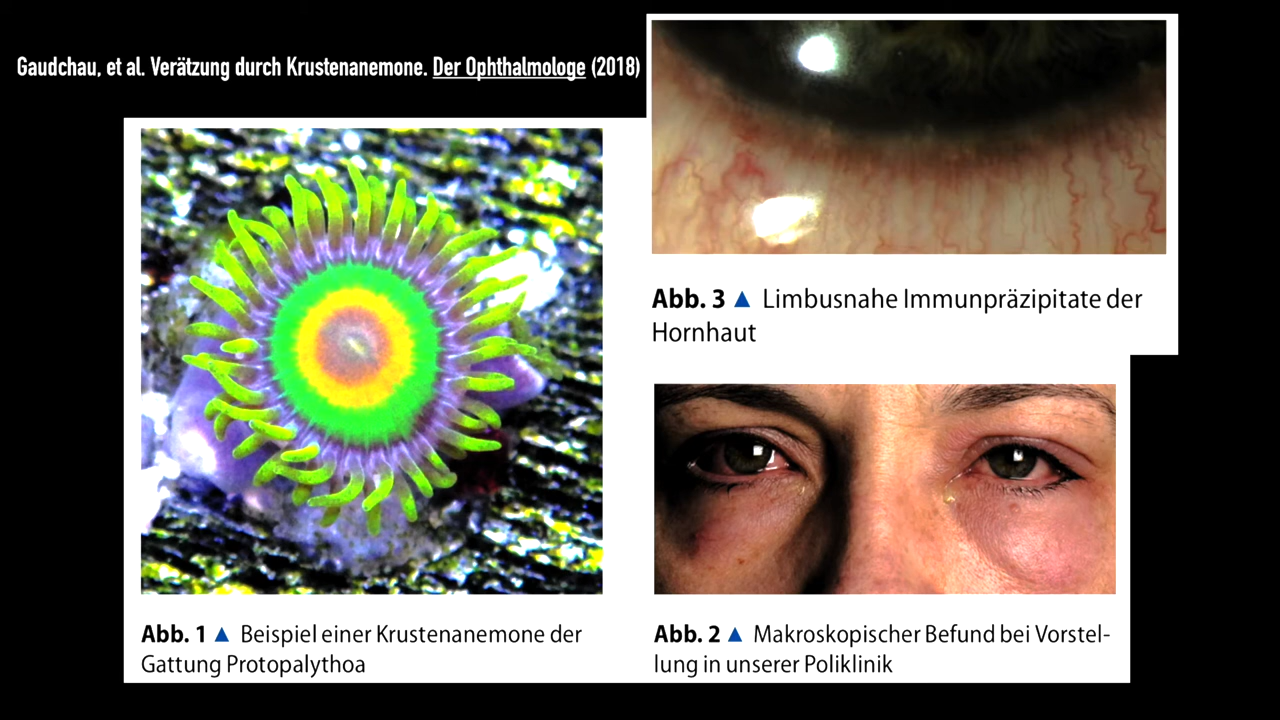 Gaudchau, et al. Verätzung durch Krustenanemone. Der Ophthalmologe (2018)
Abb. 3 ▲ Limbusnahe Immunpräzipitate der
Hornhaut
Abb. 1 ▲ Beispiel einer Krustenanemone der
Gattung Protopalythoa
Abb. 2 ▲ Makroskopischer Befund bei Vorstel-
lung in unserer Poliklinik